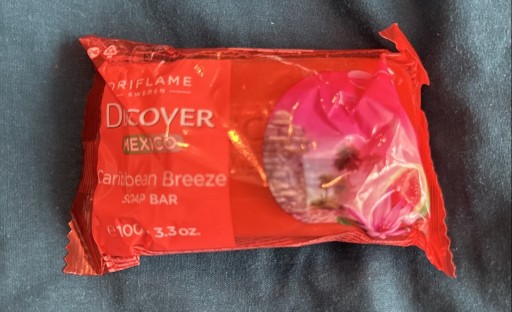 ORIFLAME
SWEDEN
DISCOVER
MEXICO
Caribbean Breeze
SOAP BAR
℮100 3.3 oz.